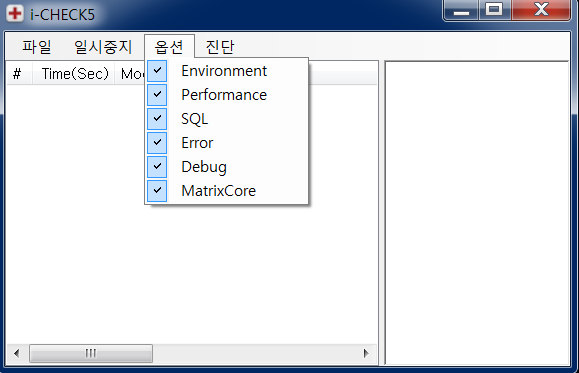 i-CHECK5
파일 일시중지 옵션 진단
# Time(Sec)
Environment
Performance
SQL
Error
Debug
MatrixCore